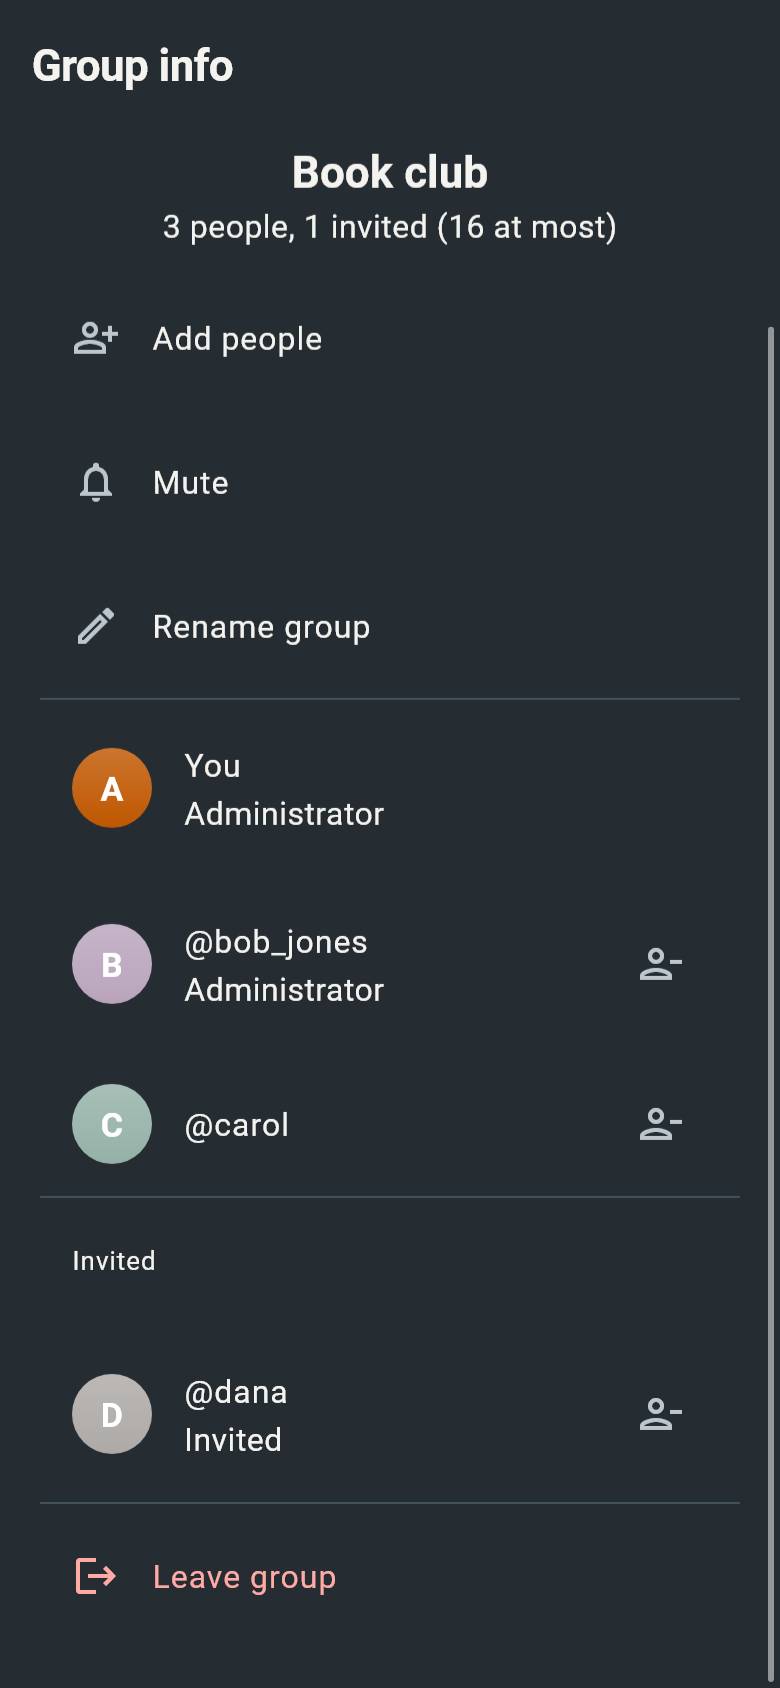 Group info
Book club
3 people, 1 invited (16 at most)
Add people
Mute
Rename group
A
You
Administrator
B
@bob_jones
Administrator
C
@carol
Invited
D
@dana
Invited
Leave group